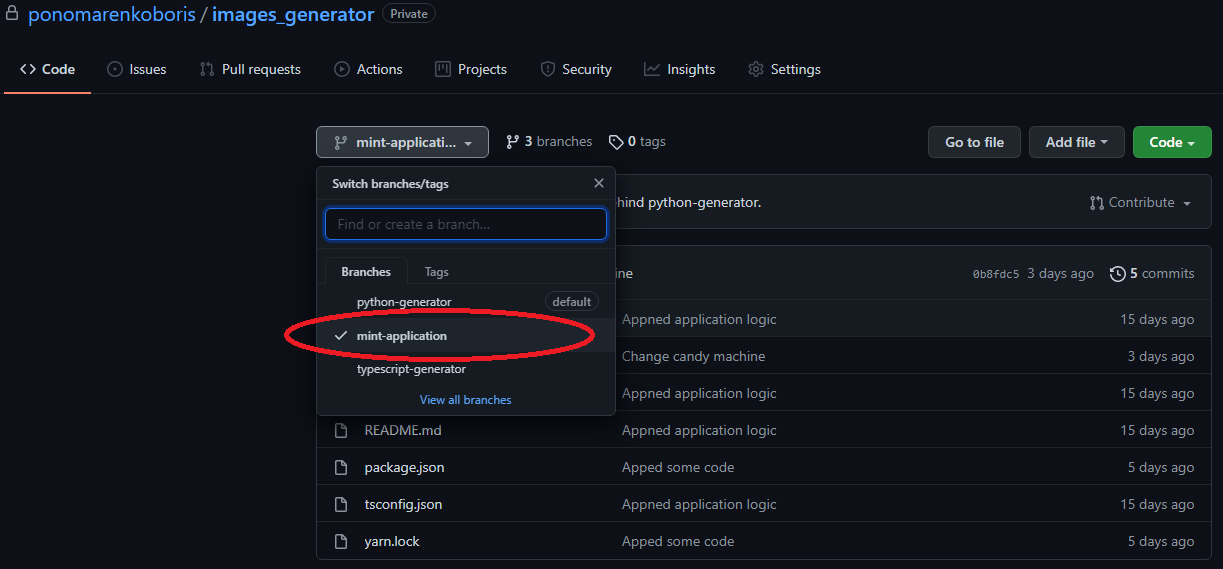 ponomarenkoboris / images_generator Private
Code Issues Pull requests Actions Projects Security Insights Settings
mint-applicati... 3 branches 0 tags Go to file Add file Code
Switch branches/tags
hind python-generator. Contribute
Find or create a branch...
Branches Tags
ine 0b8fdc5 3 days ago 5 commits
python-generator default
Appned application logic 15 days ago
mint-application
Change candy machine 3 days ago
typescript-generator
Appned application logic 15 days ago
View all branches
README.md Appned application logic 15 days ago
package.json Apped some code 5 days ago
tsconfig.json Appned application logic 15 days ago
yarn.lock Apped some code 5 days ago